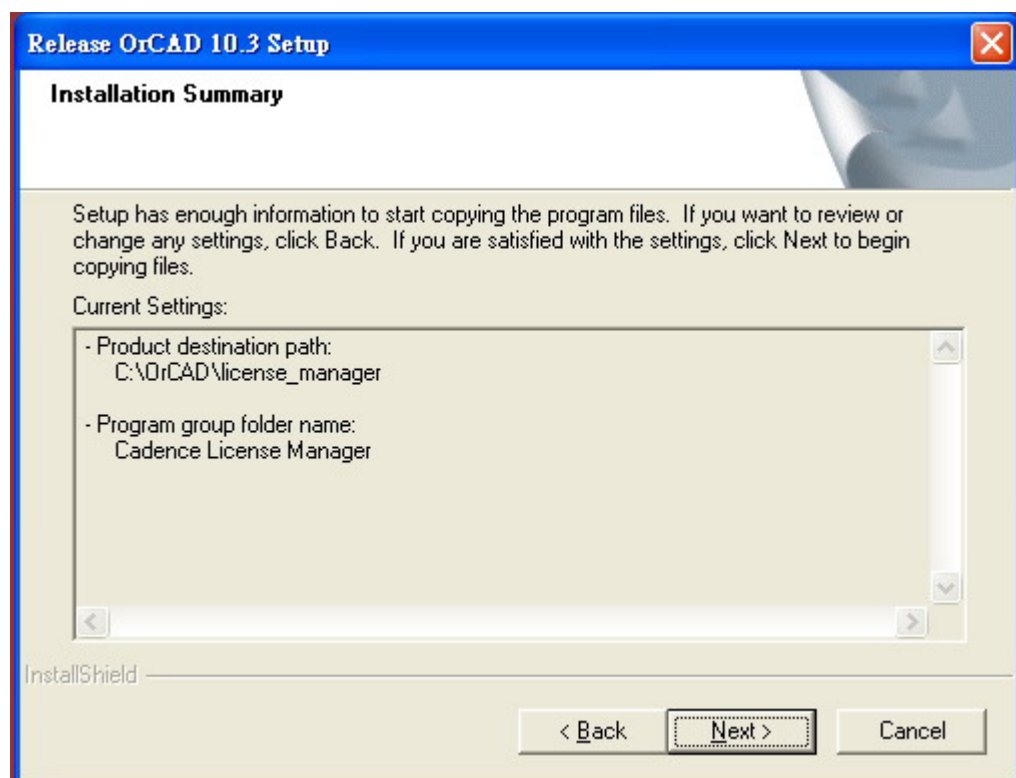 Release OrCAD 10.3 Setup
Installation Summary
Setup has enough information to start copying the program files.  If you want to review or
change any settings, click Back.  If you are satisfied with the settings, click Next to begin
copying files.
Current Settings:
- Product destination path:
C:\OrCAD\license_manager
- Program group folder name:
Cadence License Manager
InstallShield
< Back
Next >
Cancel